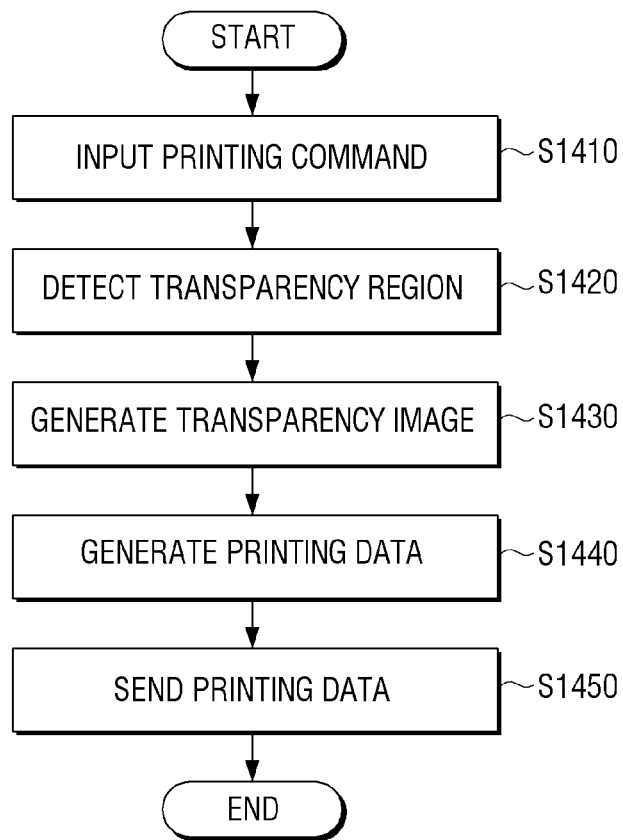 START
INPUT PRINTING COMMAND
S1410
DETECT TRANSPARENCY REGION
S1420
GENERATE TRANSPARENCY IMAGE
S1430
GENERATE PRINTING DATA
S1440
SEND PRINTING DATA
S1450
END